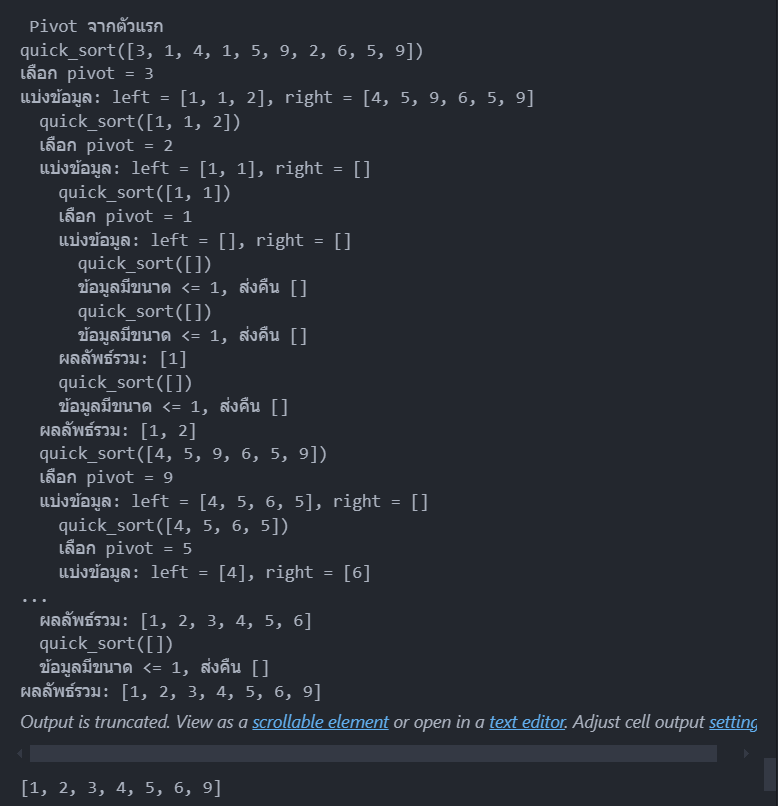 Pivot จากตัวแรก
quick_sort([3, 1, 4, 1, 5, 9, 2, 6, 5, 9])
เลือก pivot = 3
แบ่งข้อมูล: left = [1, 1, 2], right = [4, 5, 9, 6, 5, 9]
quick_sort([1, 1, 2])
เลือก pivot = 2
แบ่งข้อมูล: left = [1, 1], right = []
quick_sort([1, 1])
เลือก pivot = 1
แบ่งข้อมูล: left = [], right = []
quick_sort([])
ข้อมูลมีขนาด <= 1, ส่งคืน []
quick_sort([])
ข้อมูลมีขนาด <= 1, ส่งคืน []
ผลลัพธ์รวม: [1]
quick_sort([])
ข้อมูลมีขนาด <= 1, ส่งคืน []
ผลลัพธ์รวม: [1, 2]
quick_sort([4, 5, 9, 6, 5, 9])
เลือก pivot = 9
แบ่งข้อมูล: left = [4, 5, 6, 5], right = []
quick_sort([4, 5, 6, 5])
เลือก pivot = 5
แบ่งข้อมูล: left = [4], right = [6]
...
ผลลัพธ์รวม: [1, 2, 3, 4, 5, 6]
quick_sort([])
ข้อมูลมีขนาด <= 1, ส่งคืน []
ผลลัพธ์รวม: [1, 2, 3, 4, 5, 6, 9]
Output is truncated. View as a scrollable element or open in a text editor. Adjust cell output setting
[1, 2, 3, 4, 5, 6, 9]